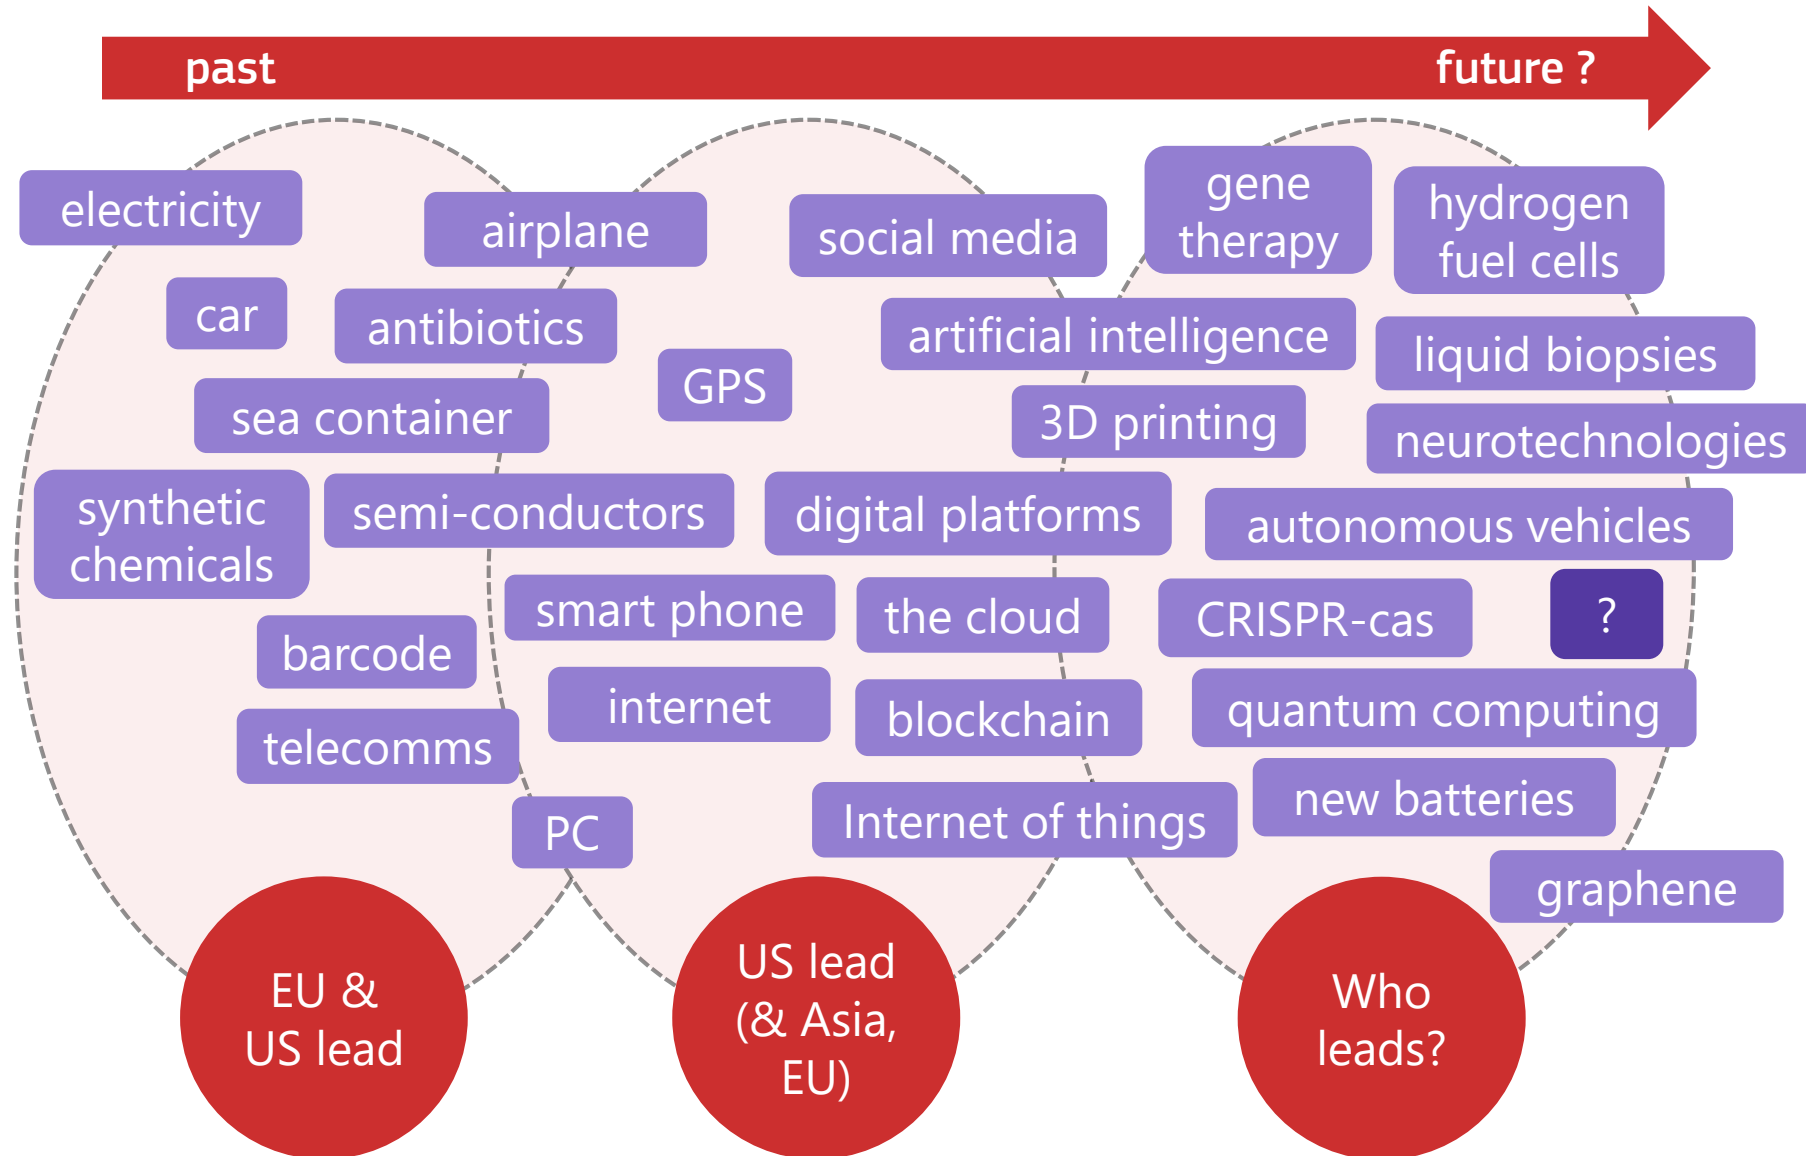 past
future ?
electricity
car
airplane
antibiotics
sea container
synthetic
chemicals
semi-conductors
barcode
telecomms
PC
GPS
social media
artificial intelligence
3D printing
digital platforms
smart phone
the cloud
internet
blockchain
Internet of things
gene
therapy
hydrogen
fuel cells
liquid biopsies
neurotechnologies
autonomous vehicles
CRISPR-cas
?
quantum computing
new batteries
graphene
EU &
US lead
US lead
(& Asia,
EU)
Who
leads?